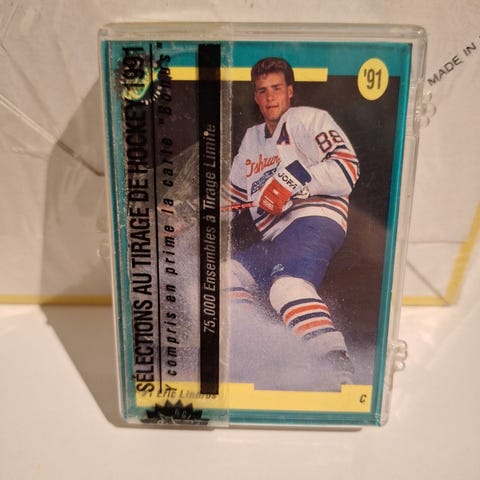 SÉLECTIONS AU TIRAGE DE HOCKEY 1991
Y compris en prime la carte "Bonus"
75,000 Ensembles à Tirage Limité
'91
A
88
Oshawa
JOFA
Eric Lindros
C
MADE IN